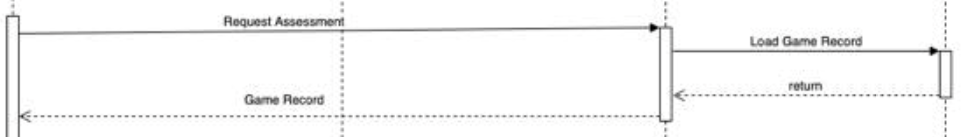 Request Assessment
Load Game Record
return
Game Record